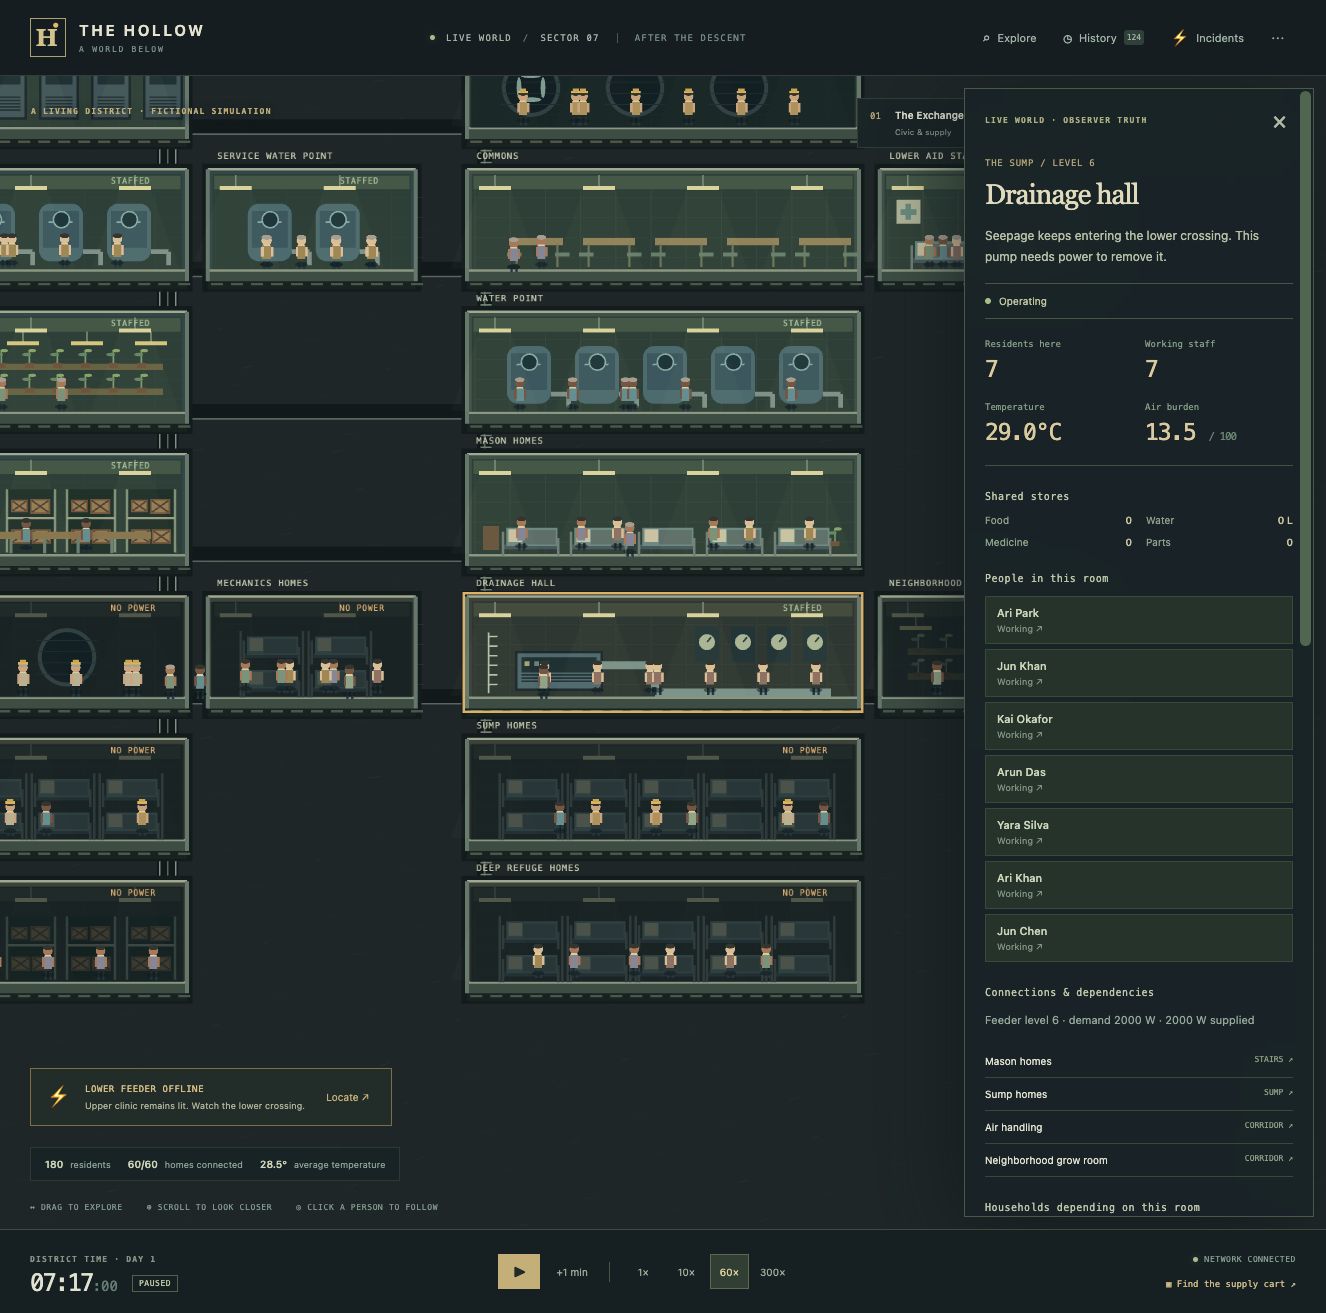 H
THE HOLLOW
A WORLD BELOW
LIVE WORLD / SECTOR 07 | AFTER THE DESCENT
Explore
History 124
Incidents
...
A LIVING DISTRICT · FICTIONAL SIMULATION
01 The Exchange
Civic & supply
SERVICE WATER POINT
COMMONS
LOWER AID STA
STAFFED
STAFFED
WATER POINT
STAFFED
STAFFED
MASON HOMES
STAFFED
MECHANICS HOMES
DRAINAGE HALL
NEIGHBORHOOD
NO POWER
NO POWER
STAFFED
SUMP HOMES
NO POWER
NO POWER
DEEP REFUGE HOMES
NO POWER
NO POWER
LIVE WORLD · OBSERVER TRUTH
THE SUMP / LEVEL 6
Drainage hall
Seepage keeps entering the lower crossing. This
pump needs power to remove it.
Operating
Residents here
7
Working staff
7
Temperature
29.0°C
Air burden
13.5 / 100
Shared stores
Food 0 Water 0 L
Medicine 0 Parts 0
People in this room
Ari Park
Working ↗
Jun Khan
Working ↗
Kai Okafor
Working ↗
Arun Das
Working ↗
Yara Silva
Working ↗
Ari Khan
Working ↗
Jun Chen
Working ↗
Connections & dependencies
Feeder level 6 · demand 2000 W · 2000 W supplied
Mason homes STAIRS ↗
Sump homes SUMP ↗
Air handling CORRIDOR ↗
Neighborhood grow room CORRIDOR ↗
Households depending on this room
LOWER FEEDER OFFLINE
Upper clinic remains lit. Watch the lower crossing.
Locate ↗
180 residents 60/60 homes connected 28.5° average temperature
↔ DRAG TO EXPLORE ⊕ SCROLL TO LOOK CLOSER ◎ CLICK A PERSON TO FOLLOW
DISTRICT TIME · DAY 1
07:17:00 PAUSED
+1 min
1×
10×
60×
300×
NETWORK CONNECTED
Find the supply cart ↗